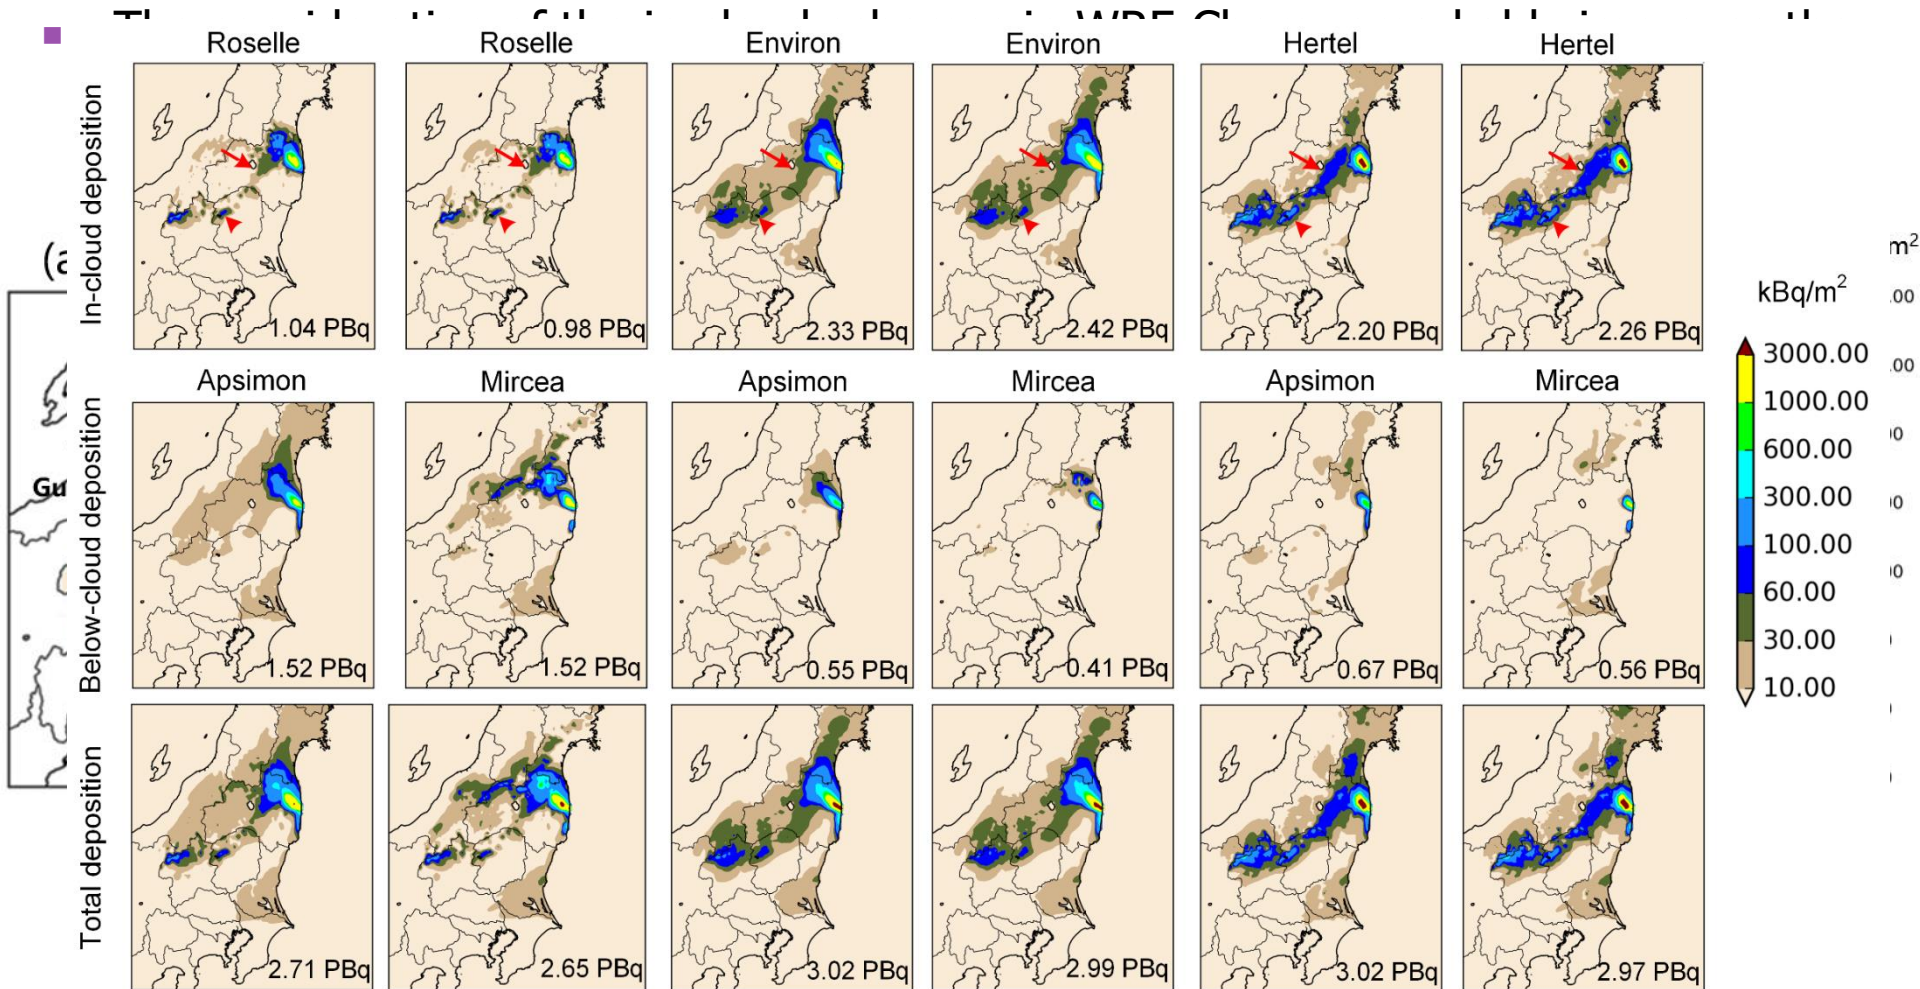 Roselle Roselle Environ Environ Hertel Hertel
In-cloud deposition
1.04 PBq 0.98 PBq 2.33 PBq 2.42 PBq 2.20 PBq 2.26 PBq
(a
m²
kBq/m²
.00
Apsimon Mircea Apsimon Mircea Apsimon Mircea
3000.00
.00
1000.00
600.00
300.00
100.00
60.00
30.00
10.00
Gu
Below-cloud deposition
1.52 PBq 1.52 PBq 0.55 PBq 0.41 PBq 0.67 PBq 0.56 PBq
Total deposition
2.71 PBq 2.65 PBq 3.02 PBq 2.99 PBq 3.02 PBq 2.97 PBq